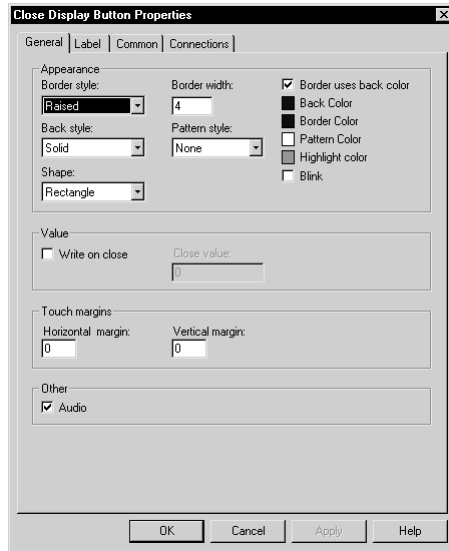 Close Display Button Properties
General Label Common Connections
Appearance
Border style: Border width: Border uses back color
Raised 4 Back Color
Back style: Pattern style: Border Color
Solid None Pattern Color
Highlight color
Shape: Blink
Rectangle
Value
Write on close Close value:
0
Touch margins
Horizontal margin: Vertical margin:
0 0
Other
Audio
OK Cancel Apply Help